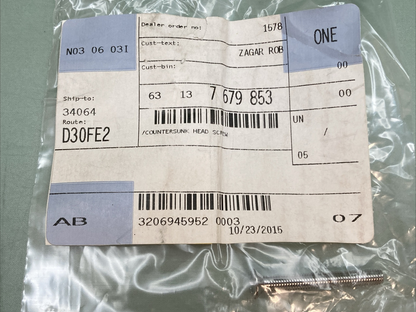 Dealer order no: 1578
N03 06 03I
Cust-text: ZAGAR ROB
ONE
Cust-bin:
00
63 13 7 679 853
00
Ship-to:
34064
Route:
D30FE2
/COUNTERSUNK HEAD SCREW
UN
/
05
AB
3206945952 0003
10/23/2015
07